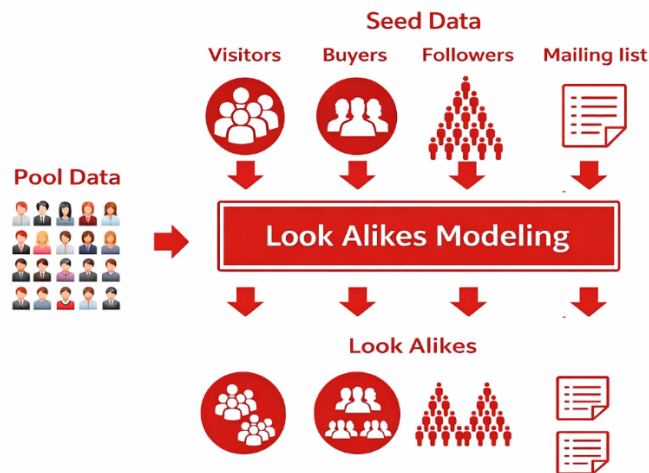 Seed Data
Visitors Buyers Followers Mailing list
Pool Data
Look Alikes Modeling
Look Alikes